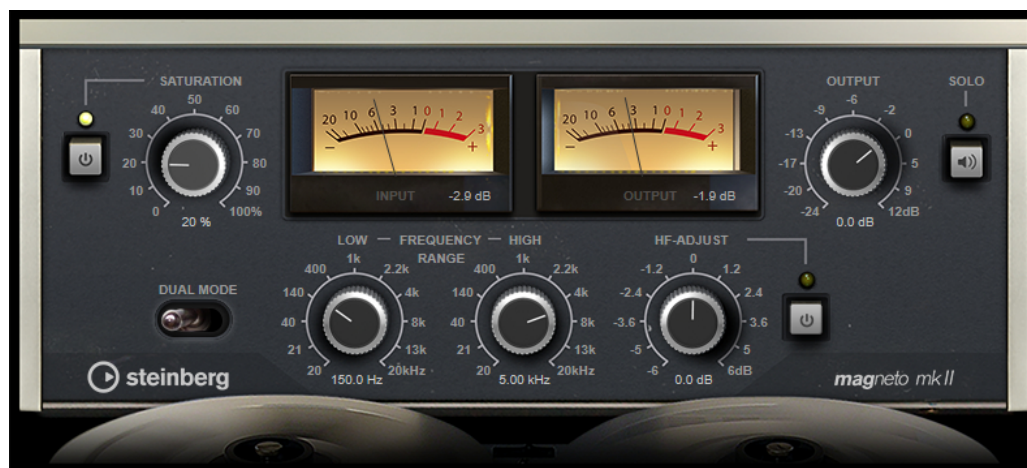 SATURATION
0 10 20 30 40 50 60 70 80 90 100%
20 %
20 10 6 3 1 0 1 2 3
− +
INPUT -2.9 dB
20 10 6 3 1 0 1 2 3
− +
OUTPUT -1.9 dB
OUTPUT
-24 -20 -17 -13 -9 -6 -2 0 5 9 12dB
0.0 dB
SOLO
DUAL MODE
LOW FREQUENCY HIGH
RANGE
20 21 40 140 400 1k 2.2k 4k 8k 13k 20kHz
150.0 Hz
20 21 40 140 400 1k 2.2k 4k 8k 13k 20kHz
5.00 kHz
HF-ADJUST
-6 -5 -3.6 -2.4 -1.2 0 1.2 2.4 3.6 5 6dB
0.0 dB
steinberg
magneto mk II